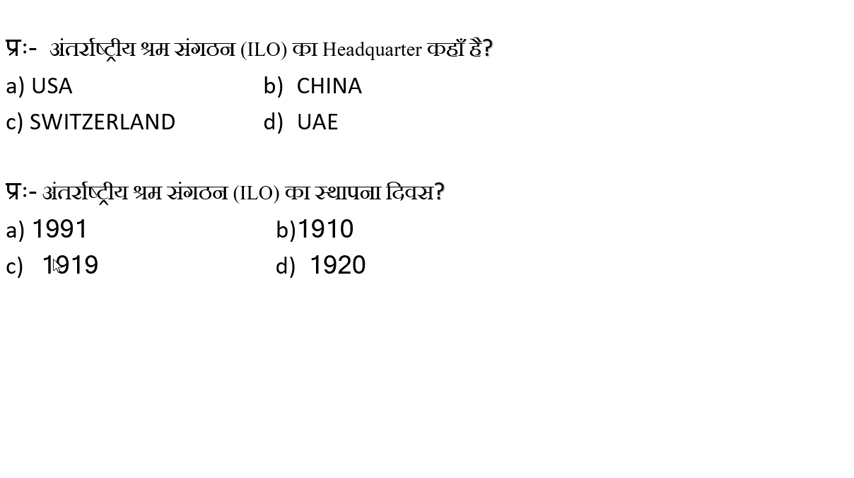 प्रः- अंतर्राष्ट्रीय श्रम संगठन (ILO) का Headquarter कहाँ है?
a) USA b) CHINA
c) SWITZERLAND d) UAE
प्रः- अंतर्राष्ट्रीय श्रम संगठन (ILO) का स्थापना दिवस?
a) 1991 b)1910
c) 1919 d) 1920